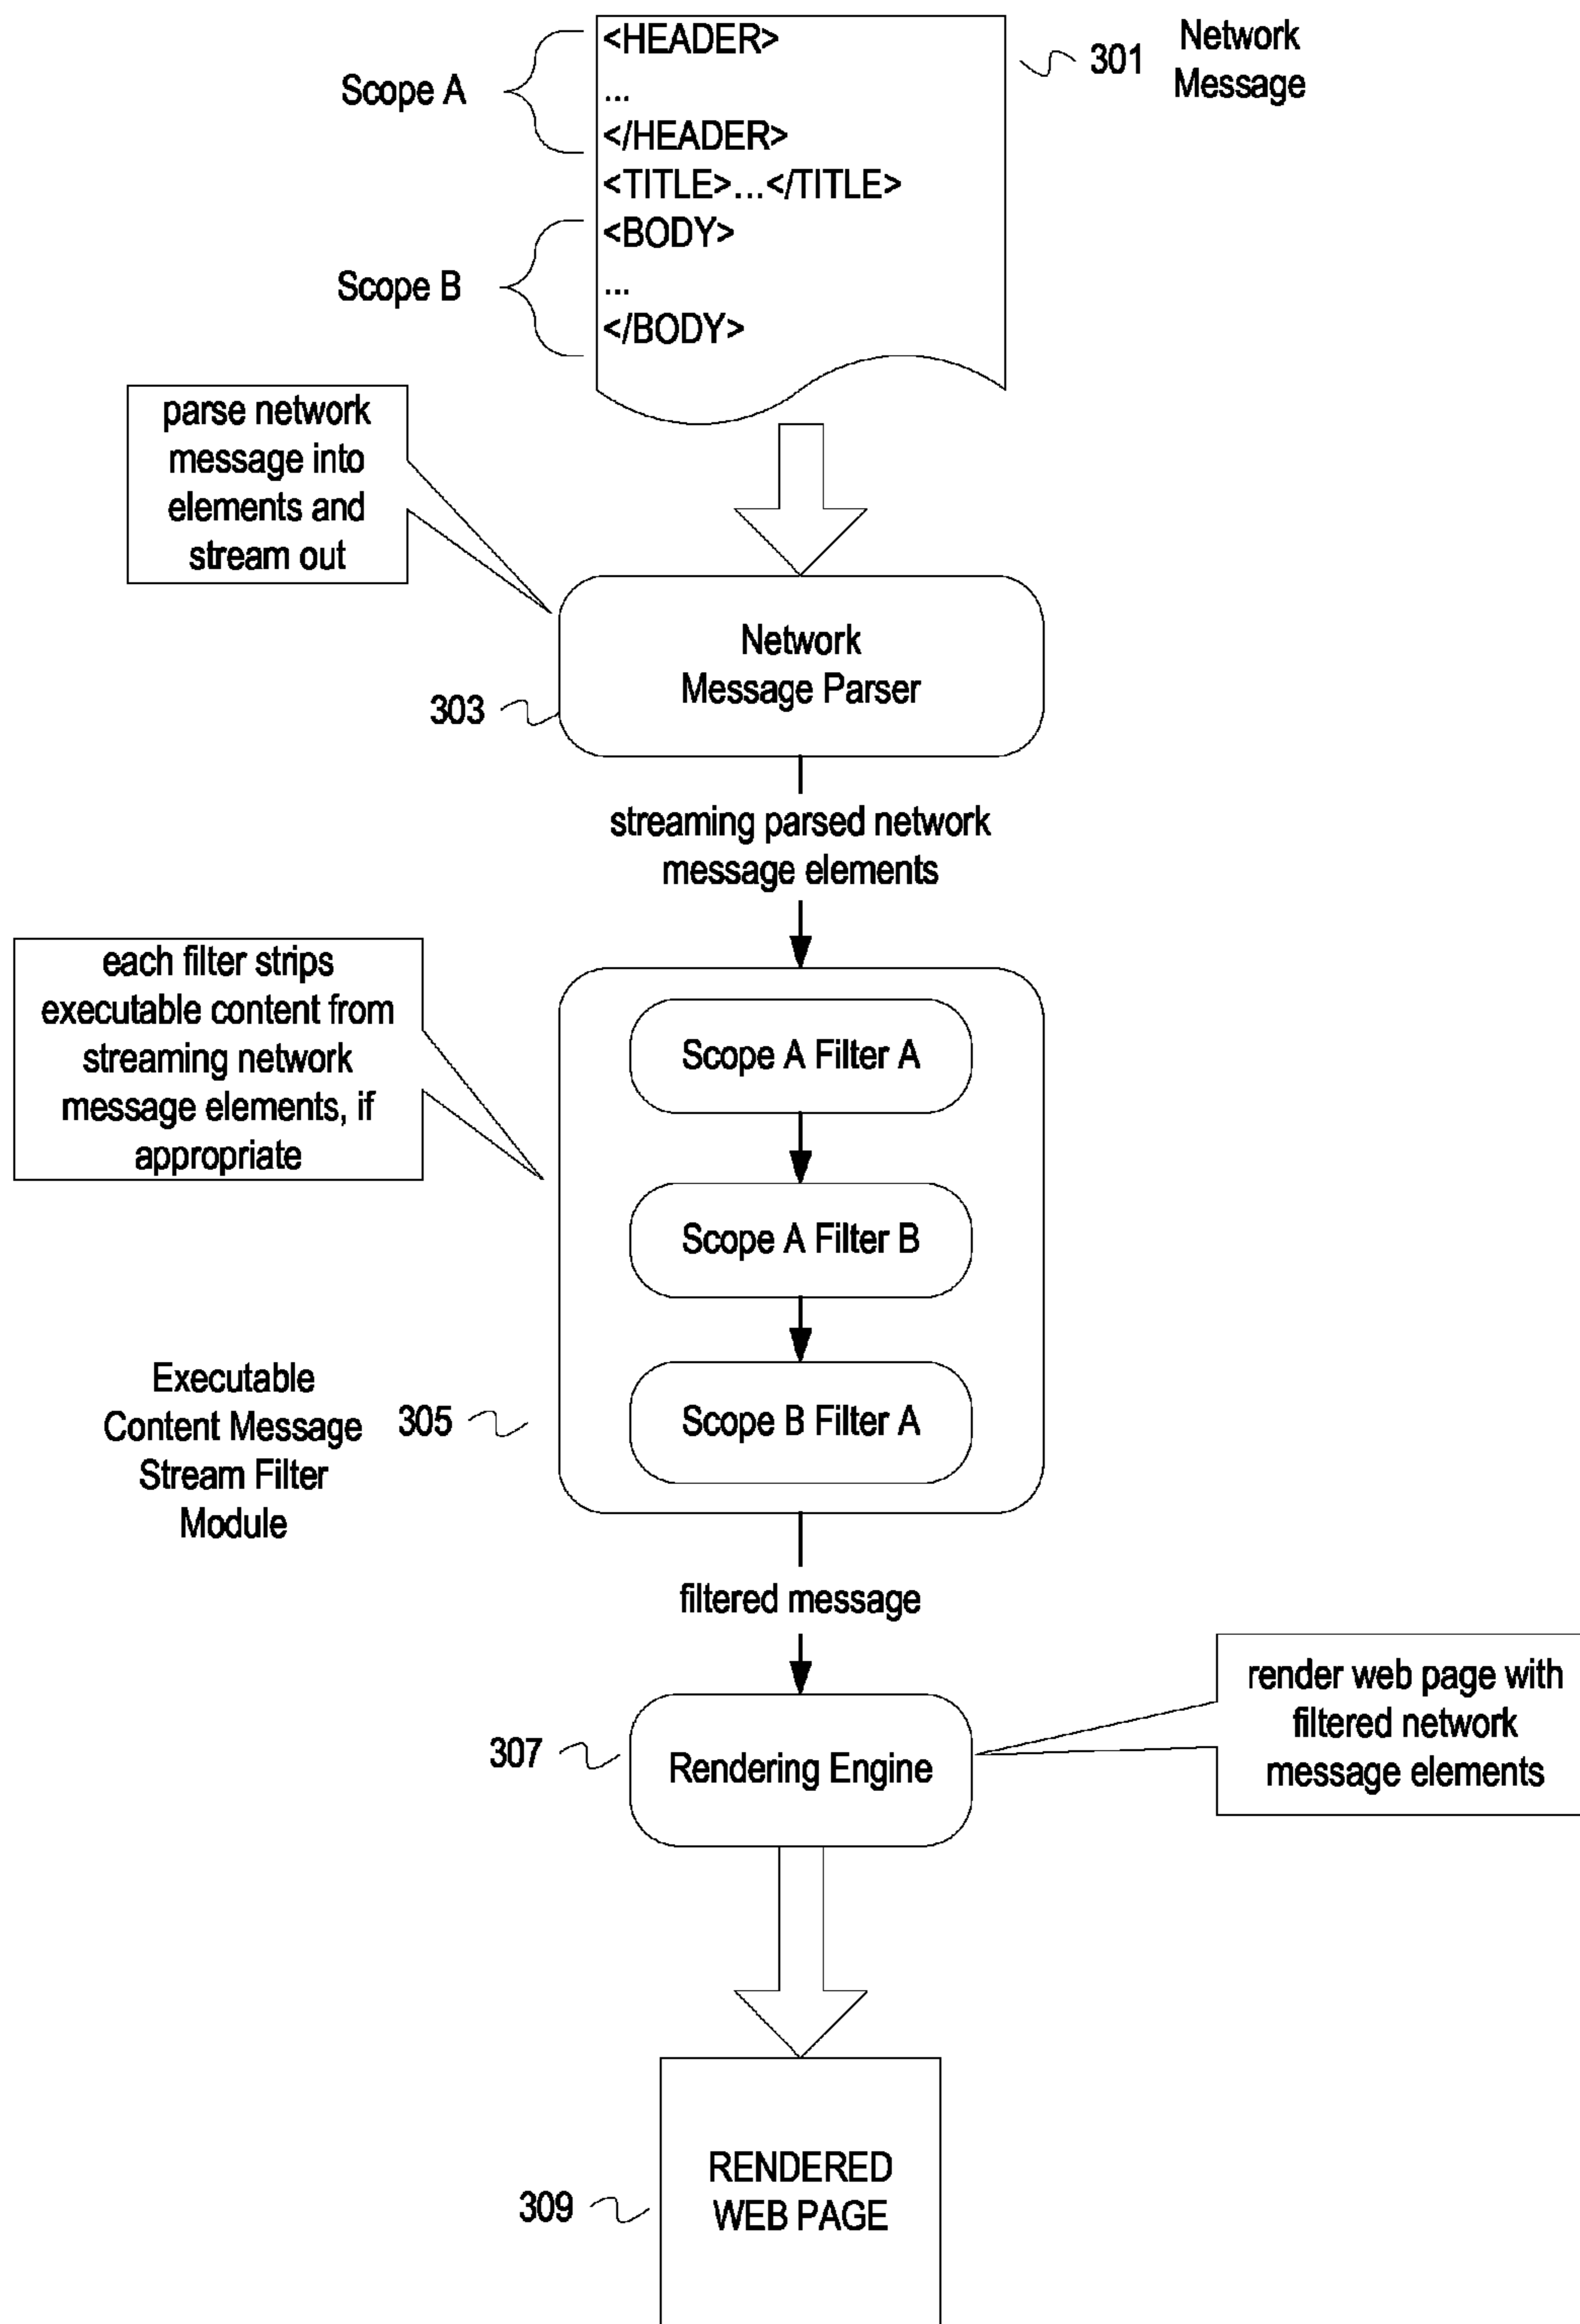 <HEADER>
...
</HEADER>
<TITLE>...</TITLE>
<BODY>
...
</BODY>
Scope A
Scope B
301
Network
Message
parse network
message into
elements and
stream out
Network
Message Parser
303
streaming parsed network
message elements
each filter strips
executable content from
streaming network
message elements, if
appropriate
Scope A Filter A
Scope A Filter B
Scope B Filter A
Executable
Content Message
Stream Filter
Module
305
filtered message
307
Rendering Engine
render web page with
filtered network
message elements
309
RENDERED
WEB PAGE